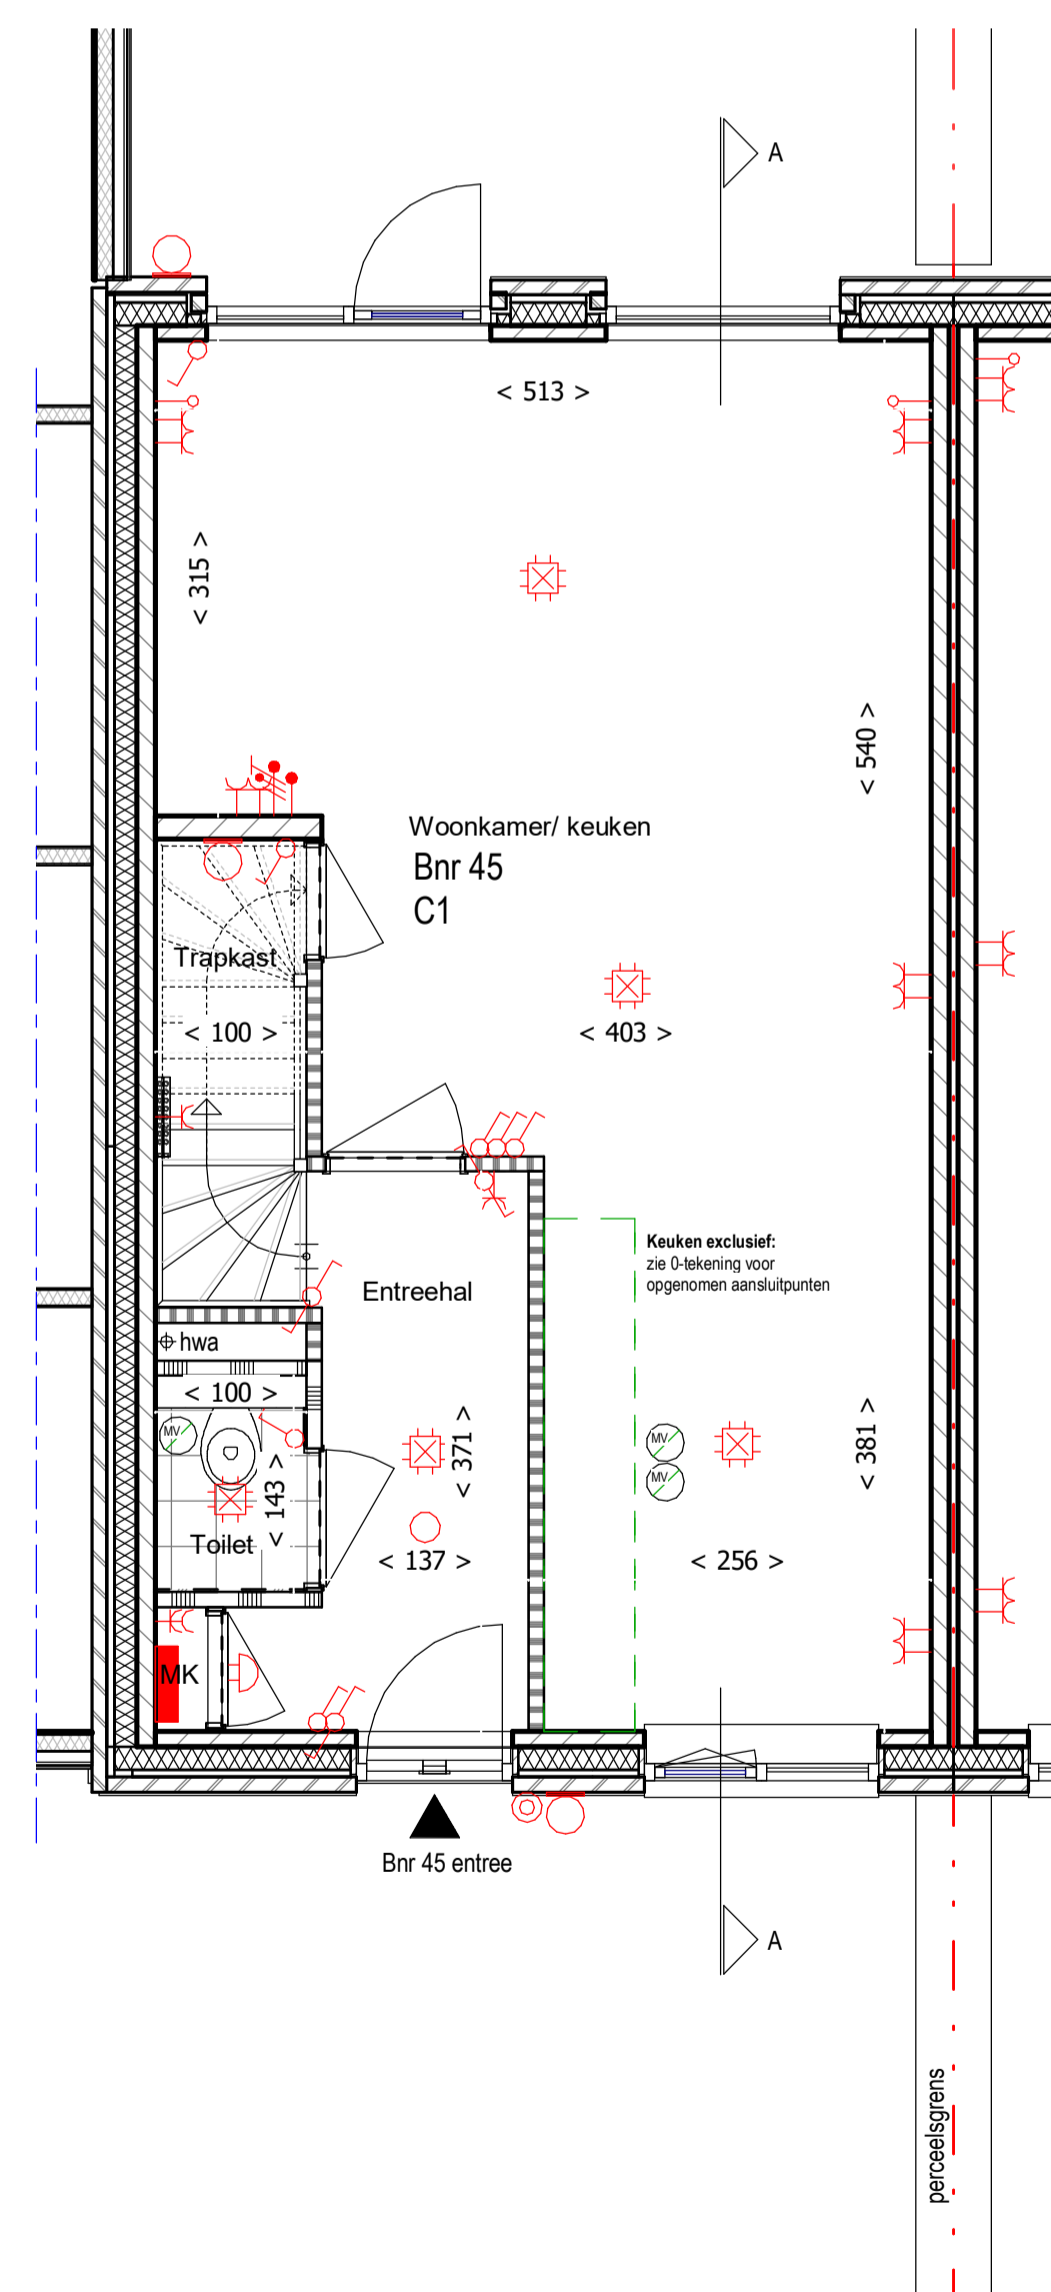 A
< 513 >
< 315 >
< 540 >
Woonkamer/ keuken
Bnr 45
C1
Trapkast
< 100 >
< 403 >
Keuken exclusief:
zie 0-tekening voor
opgenomen aansluitpunten
Entreehal
hwa
< 100 >
MV
< 371 >
MV
MV
< 381 >
< 143 >
Toilet
< 137 >
< 256 >
MK
Bnr 45 entree
A
perceelsgrens